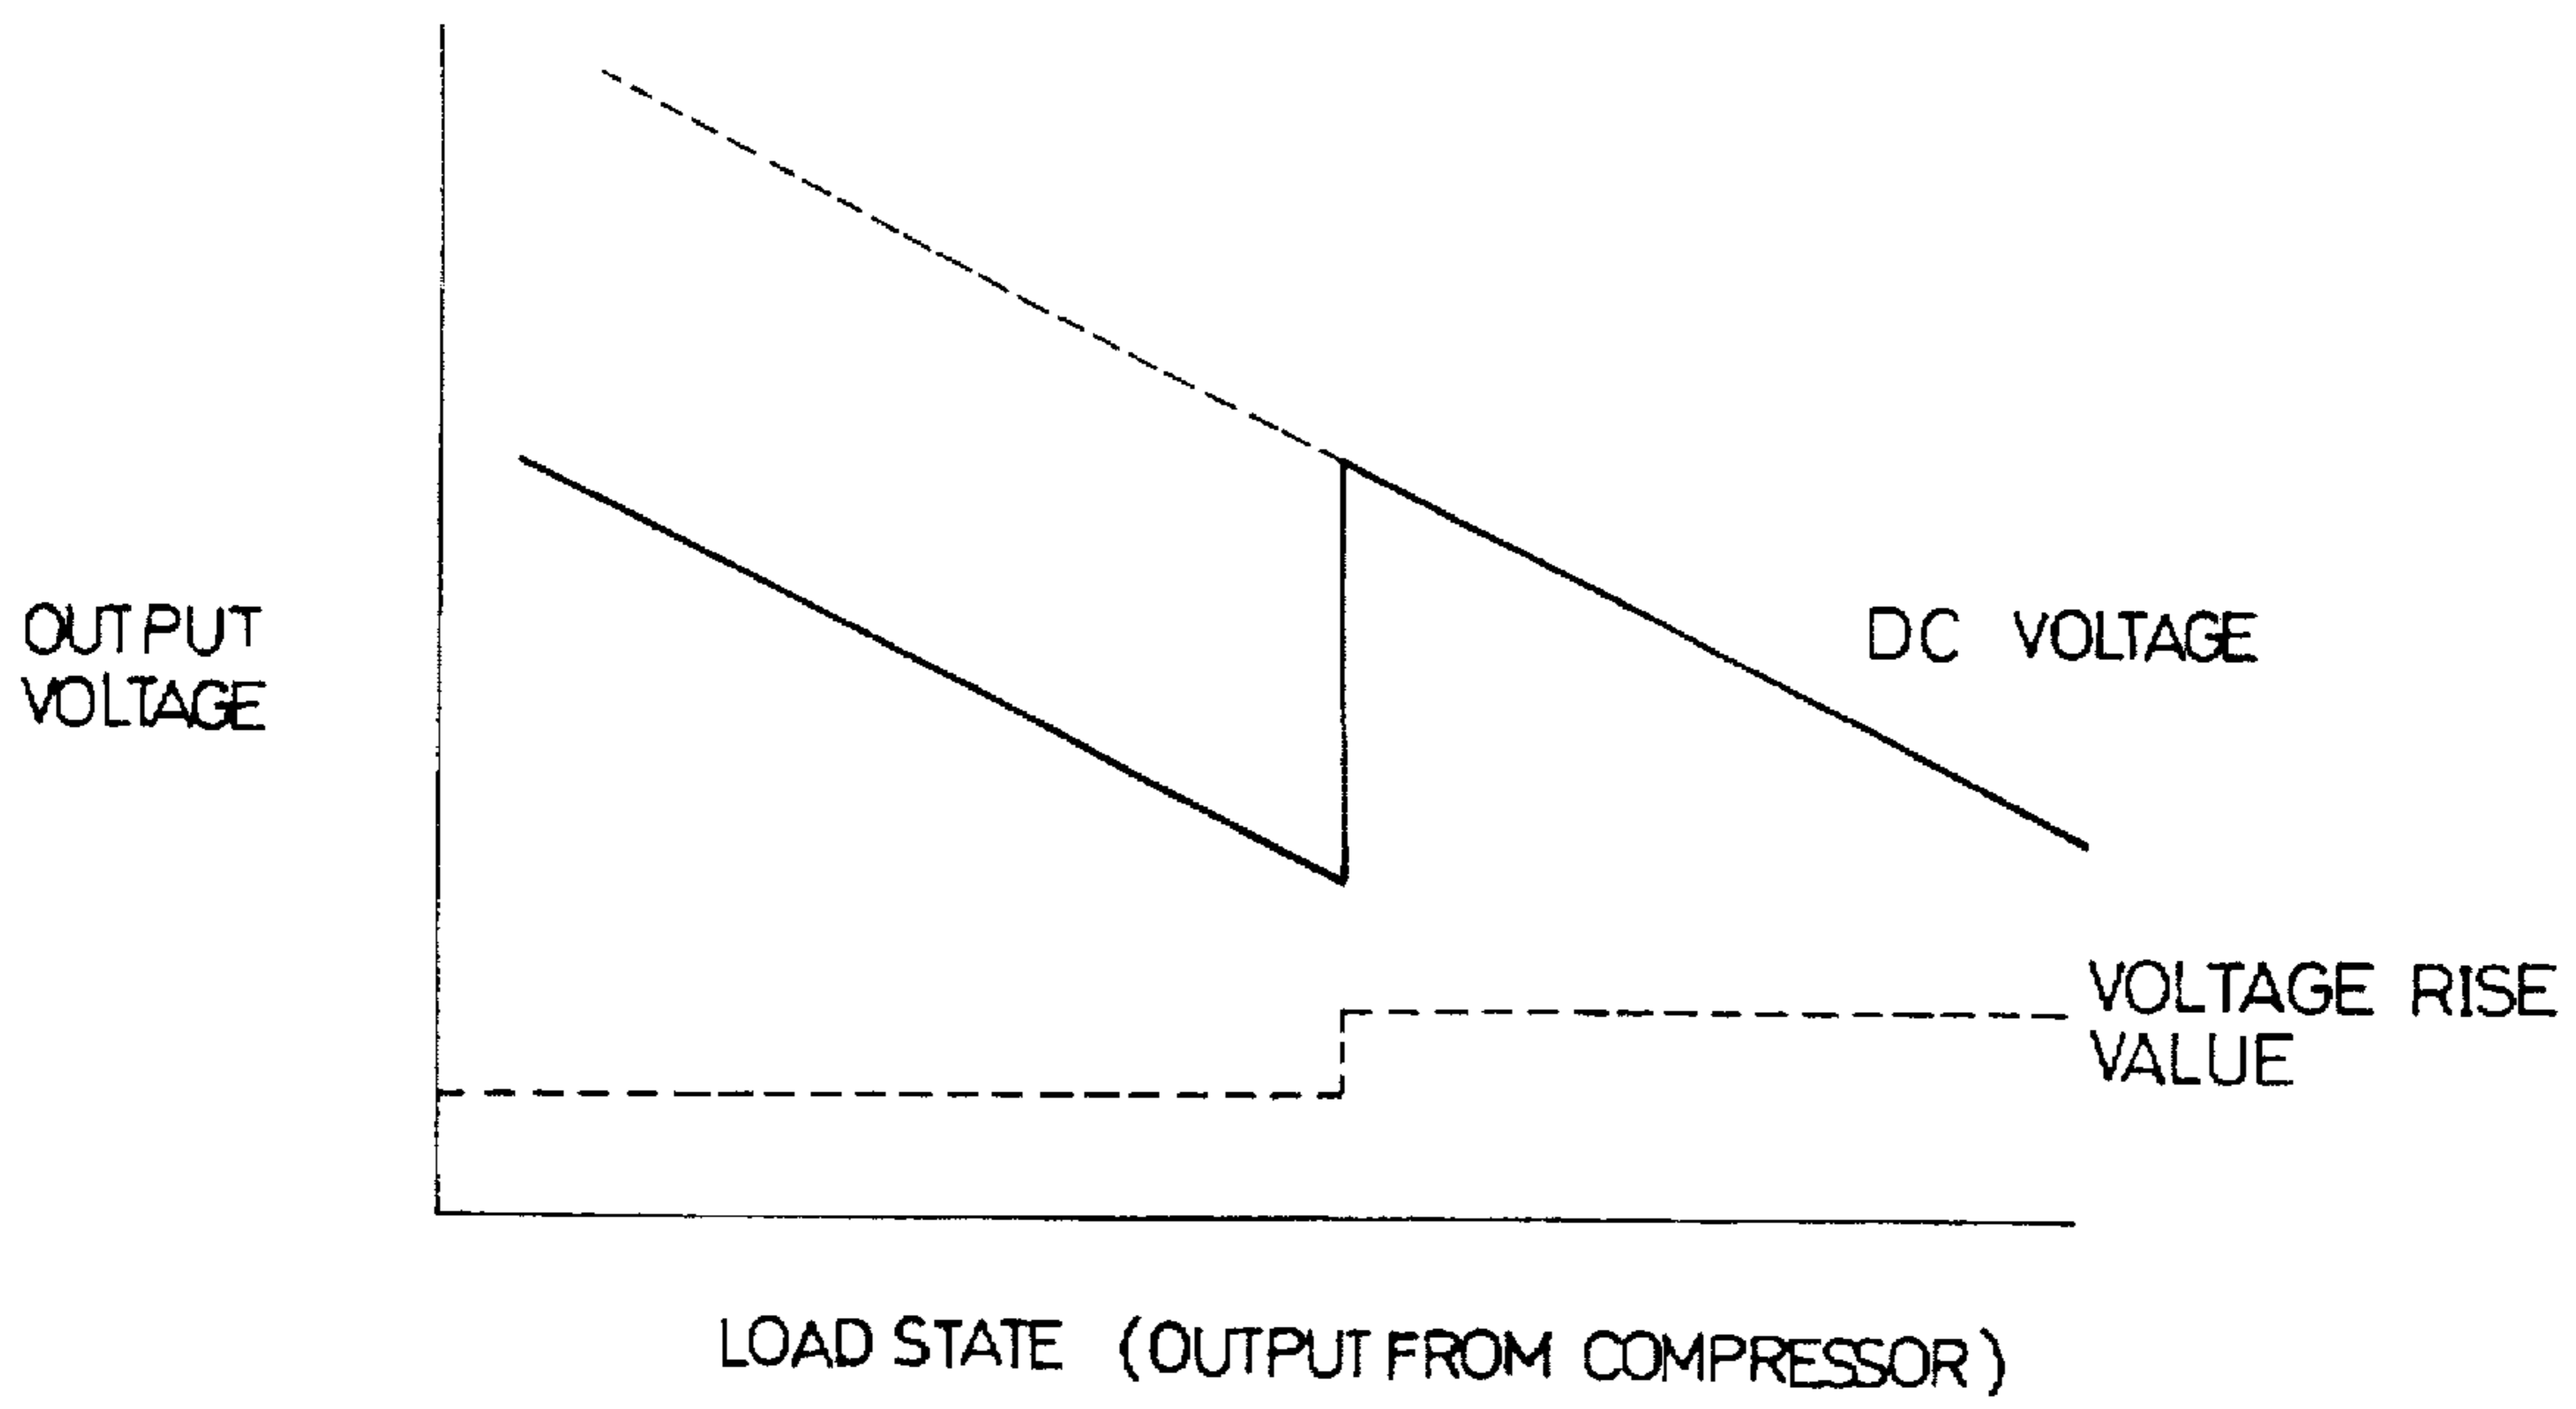 OUTPUT
VOLTAGE
DC VOLTAGE
VOLTAGE RISE
VALUE
LOAD STATE (OUTPUT FROM COMPRESSOR)